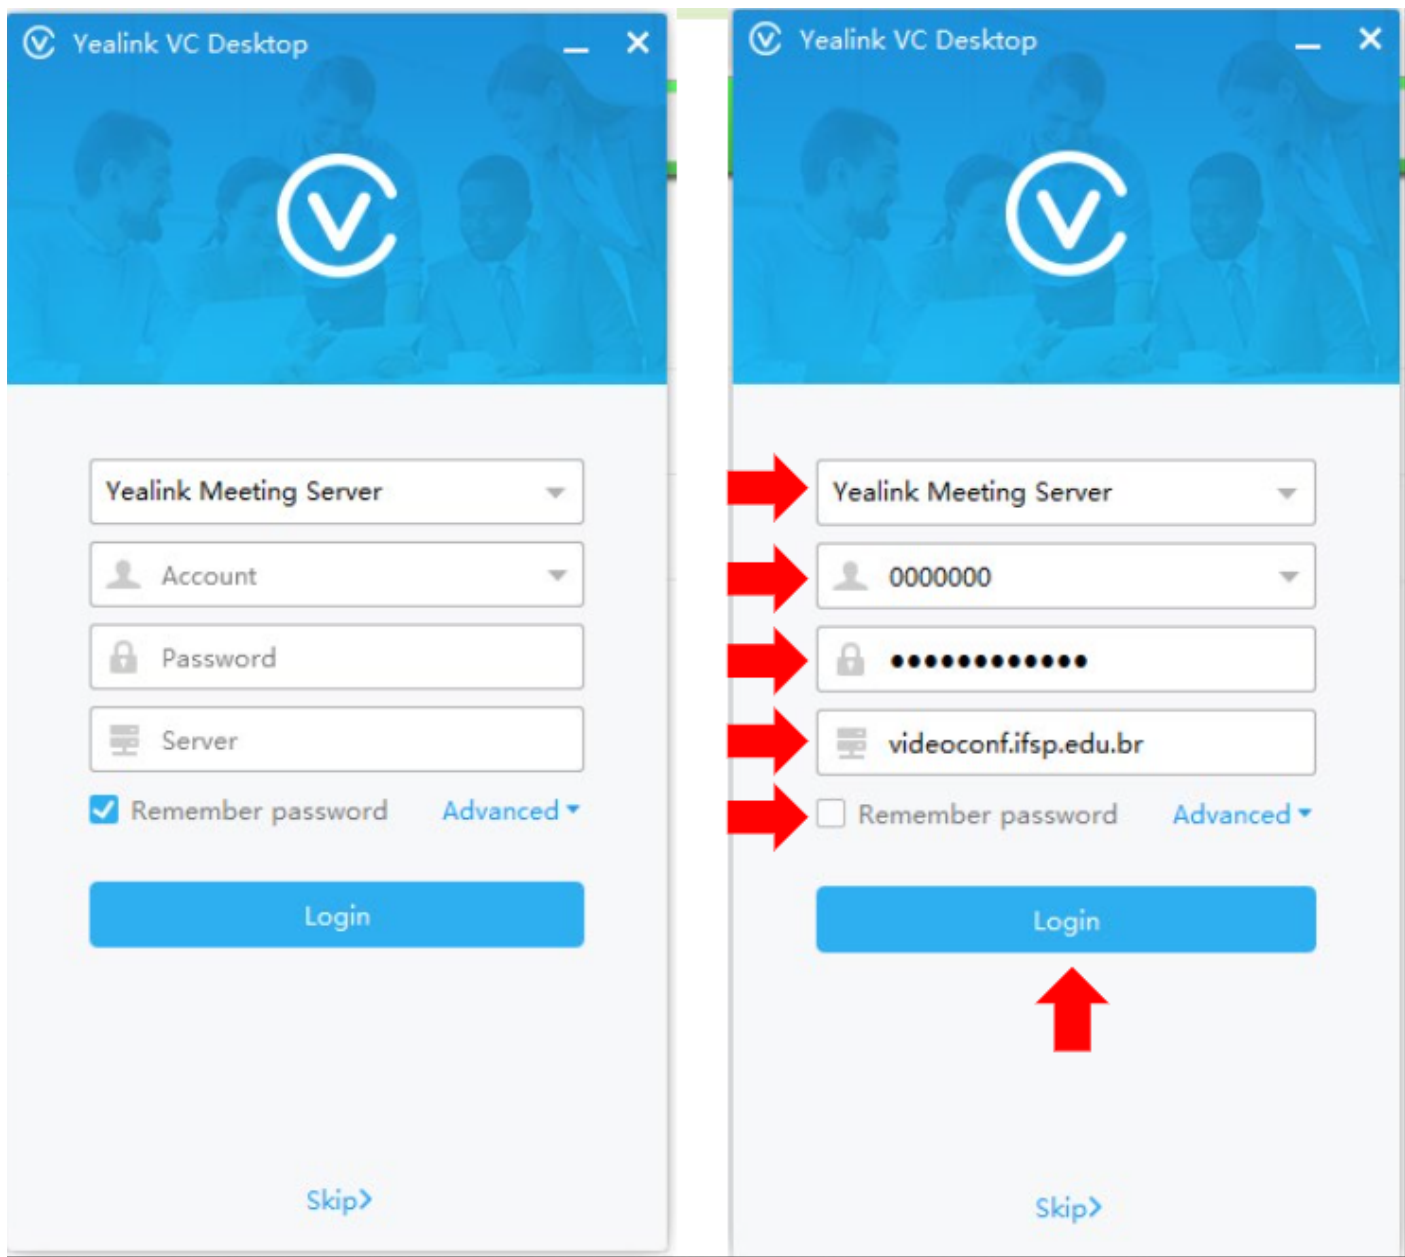 Yealink VC Desktop
Yealink Meeting Server
Account
Password
Server
Remember password Advanced
Login
Skip
Yealink VC Desktop
Yealink Meeting Server
0000000
••••••••••••
videoconf.ifsp.edu.br
Remember password Advanced
Login
Skip